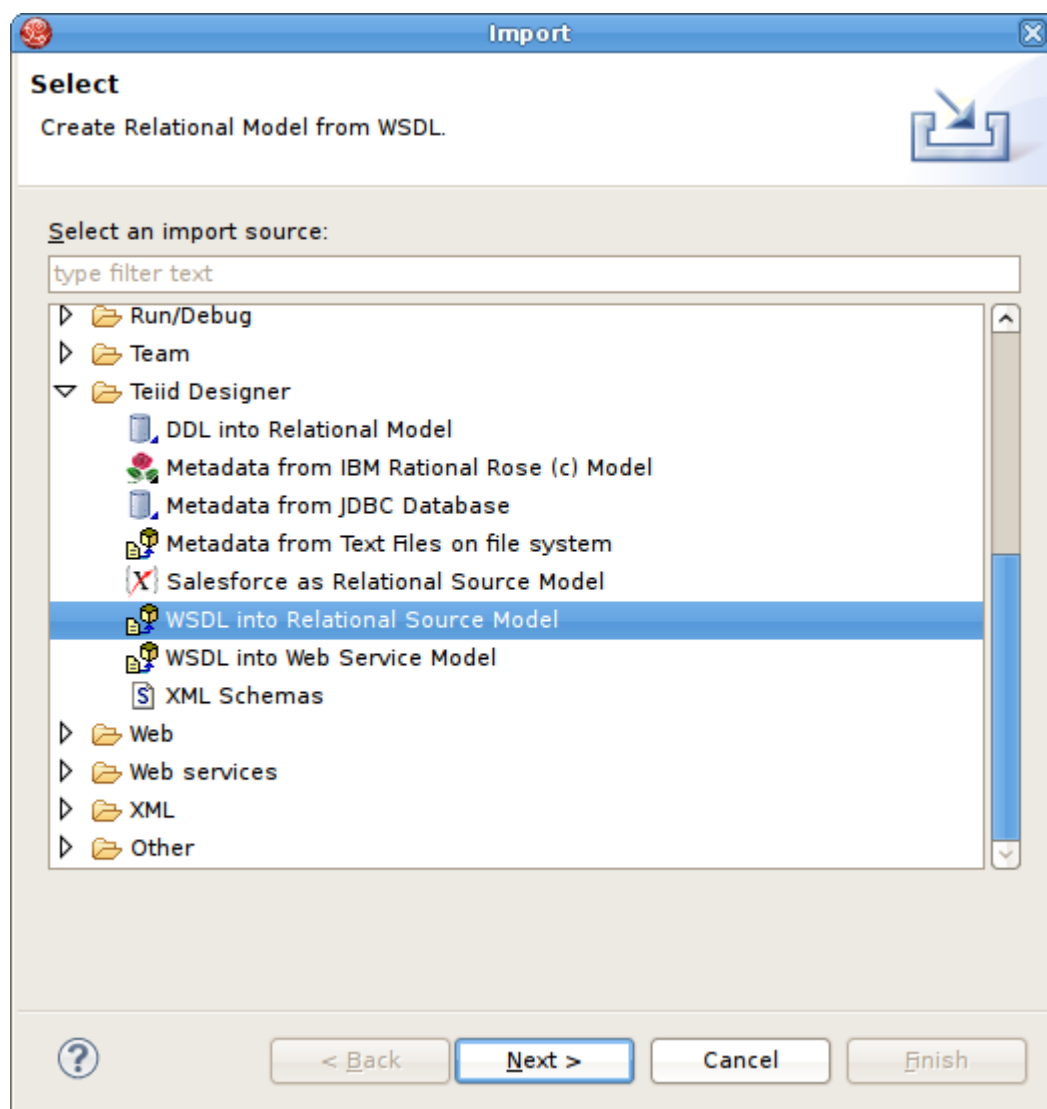 Import
Select
Create Relational Model from WSDL.
Select an import source:
type filter text
Run/Debug
Team
Teiid Designer
DDL into Relational Model
Metadata from IBM Rational Rose (c) Model
Metadata from JDBC Database
Metadata from Text Files on file system
Salesforce as Relational Source Model
WSDL into Relational Source Model
WSDL into Web Service Model
XML Schemas
Web
Web services
XML
Other
< Back Next > Cancel Finish